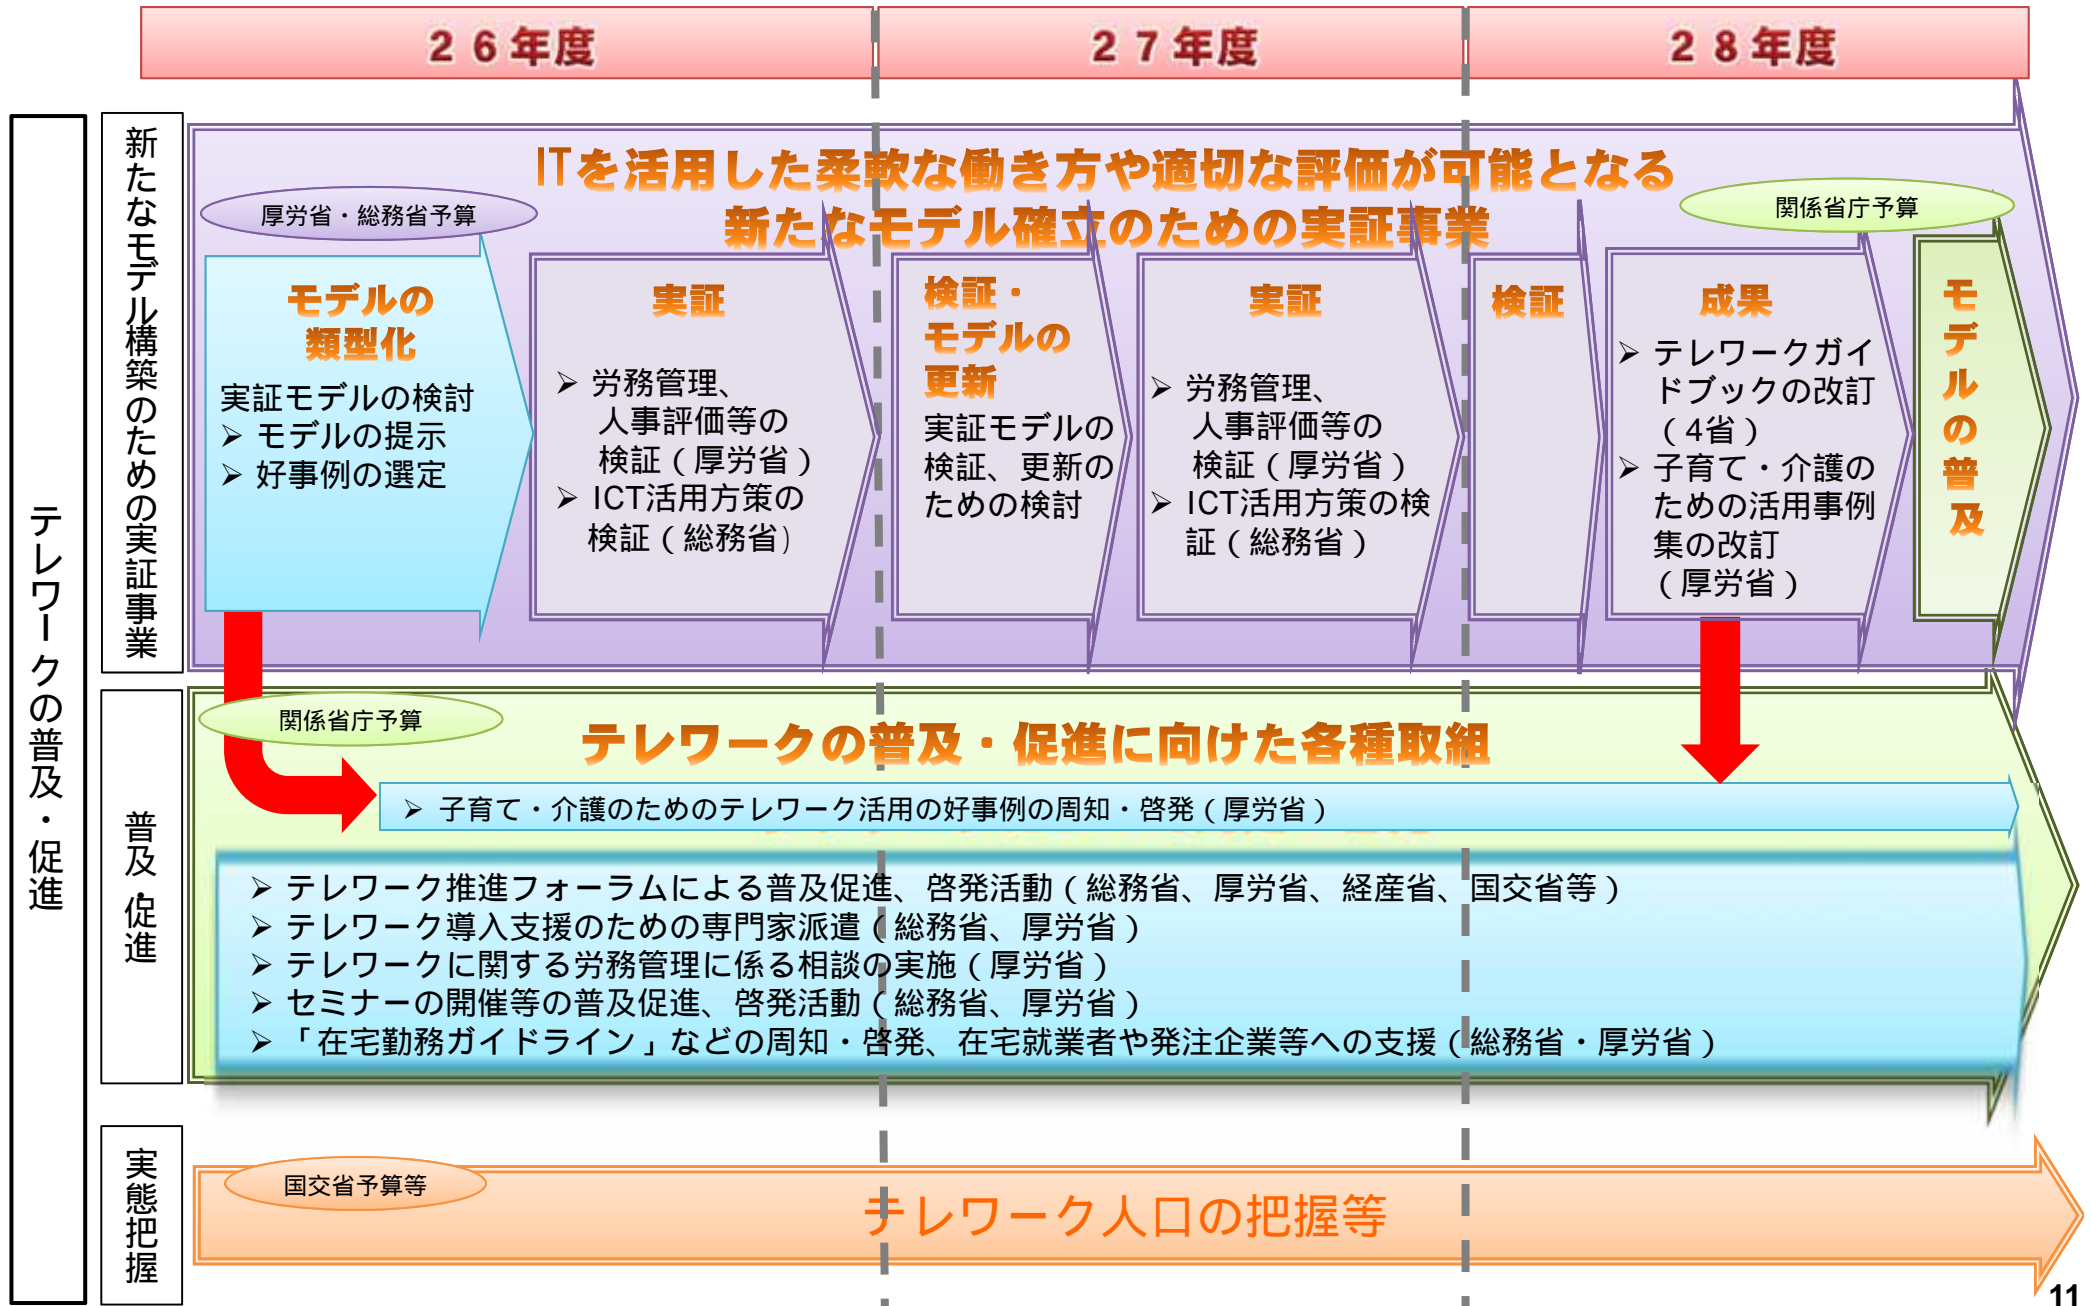 ２６年度
２７年度
２８年度
テレワークの普及・促進
新たなモデル構築のための実証事業
ITを活用した柔軟な働き方や適切な評価が可能となる
新たなモデル確立のための実証事業
厚労省・総務省予算
関係省庁予算
モデルの
類型化
実証モデルの検討
➢ モデルの提示
➢ 好事例の選定
実証
➢ 労務管理、
人事評価等の
検証（厚労省）
➢ ICT活用方策の
検証（総務省）
検証・
モデルの
更新
実証モデルの
検証、更新の
ための検討
実証
➢ 労務管理、
人事評価等の
検証（厚労省）
➢ ICT活用方策の検
証（総務省）
検証
成果
➢ テレワークガイ
ドブックの改訂
（4省）
➢ 子育て・介護の
ための活用事例
集の改訂
（厚労省）
モデルの普及
普及・促進
関係省庁予算
テレワークの普及・促進に向けた各種取組
➢ 子育て・介護のためのテレワーク活用の好事例の周知・啓発（厚労省）
➢ テレワーク推進フォーラムによる普及促進、啓発活動（総務省、厚労省、経産省、国交省等）
➢ テレワーク導入支援のための専門家派遣（総務省、厚労省）
➢ テレワークに関する労務管理に係る相談の実施（厚労省）
➢ セミナーの開催等の普及促進、啓発活動（総務省、厚労省）
➢ 「在宅勤務ガイドライン」などの周知・啓発、在宅就業者や発注企業等への支援（総務省・厚労省）
実態把握
国交省予算等
テレワーク人口の把握等
11